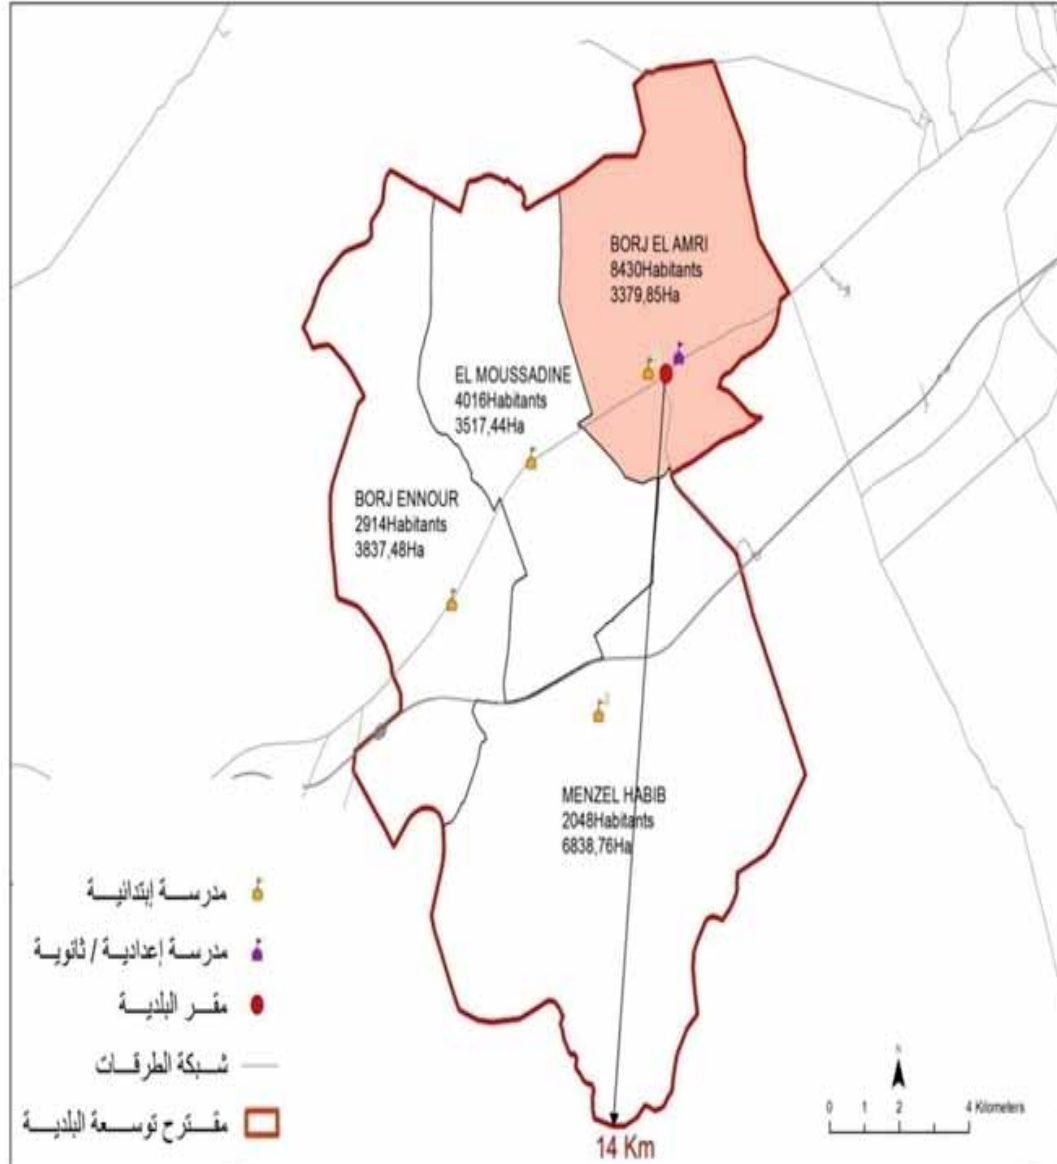 BORJ EL AMRI
8430Habitants
3379,85Ha
EL MOUSSADINE
4016Habitants
3517,44Ha
BORJ ENNOUR
2914Habitants
3837,48Ha
MENZEL HABIB
2048Habitants
6838,76Ha
مدرسة إبتدائية
مدرسة إعدادية / ثانوية
مقر البلدية
شبكة الطرقات
مقترح توسعة البلدية
14 Km
N
0 1 2 4 Kilometers